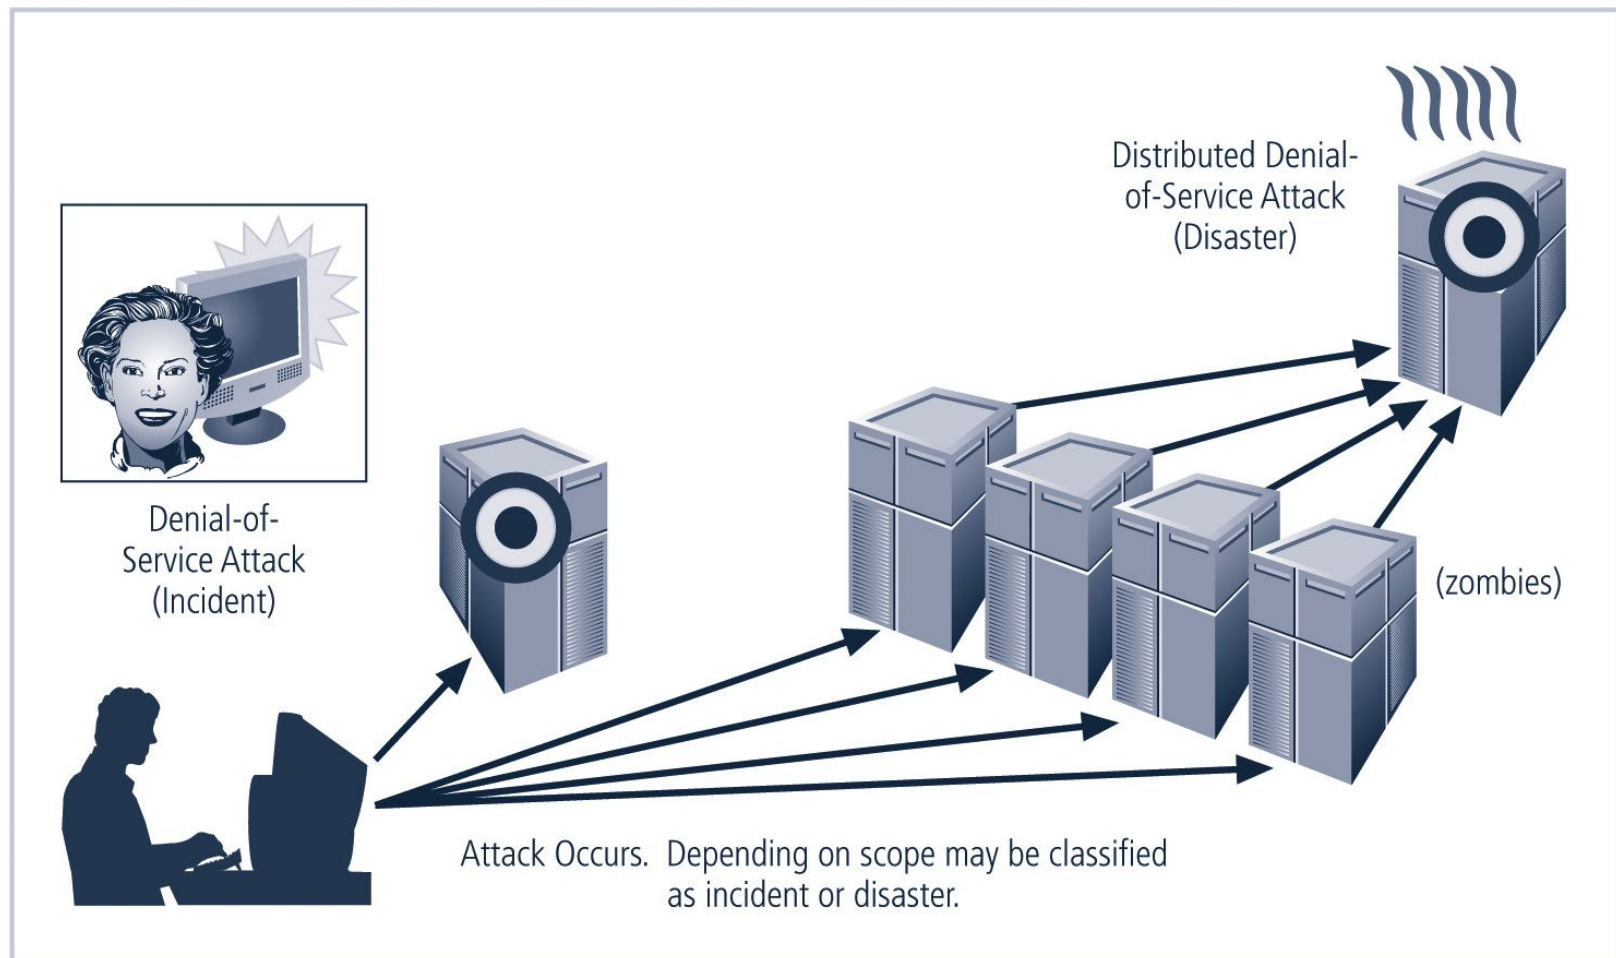 Distributed Denial-
of-Service Attack
(Disaster)
Denial-of-
Service Attack
(Incident)
(zombies)
Attack Occurs. Depending on scope may be classified
as incident or disaster.